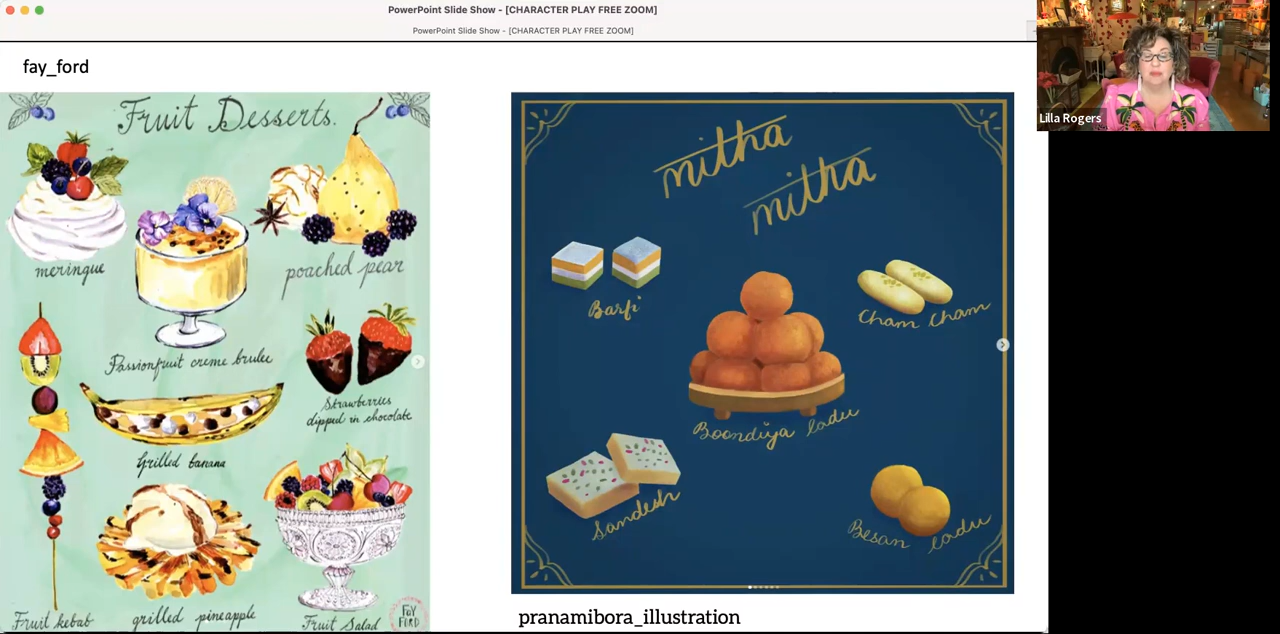 PowerPoint Slide Show - [CHARACTER PLAY FREE ZOOM]
PowerPoint Slide Show - [CHARACTER PLAY FREE ZOOM]
Lilla Rogers
fay_ford
Fruit Desserts.
meringue
poached pear
Passionfruit creme brulee
Strawberries
dipped in chocolate
Grilled banana
Fruit kebab
grilled pineapple
Fruit Salad
FAY
FORD
mitha
mitha
Barfi
Cham Cham
Boondiya ladu
Sandesh
Besan ladu
pranamibora_illustration